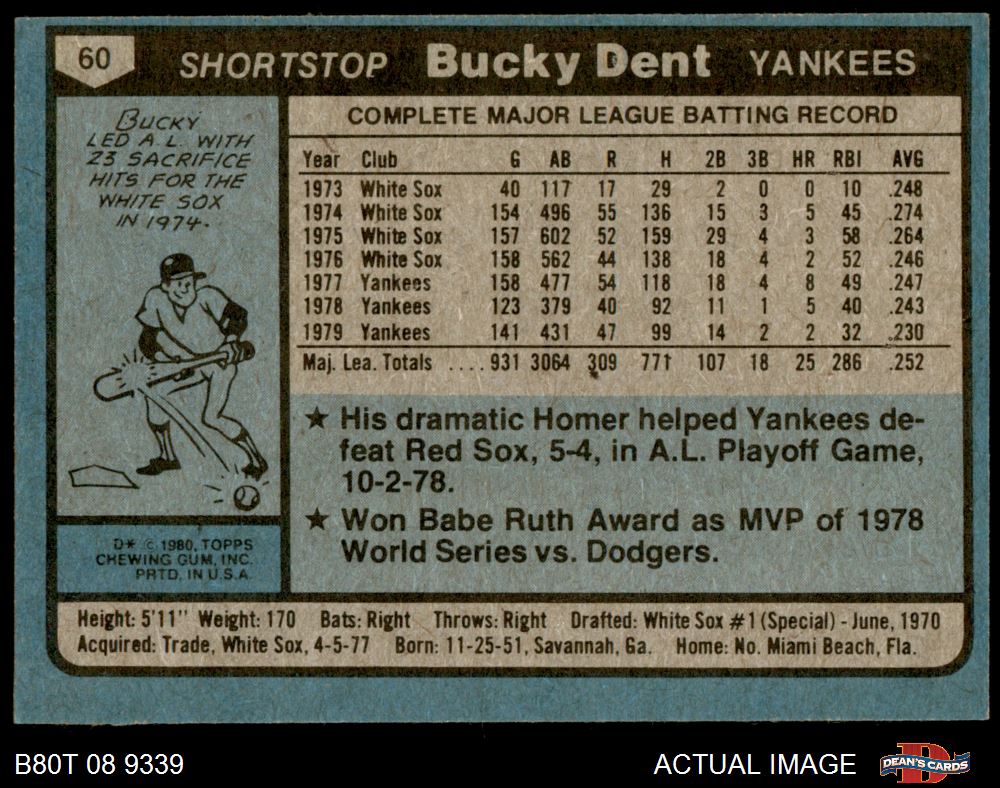 60 SHORTSTOP Bucky Dent YANKEES
BUCKY
LED A.L. WITH
23 SACRIFICE
HITS FOR THE
WHITE SOX
IN 1974.
COMPLETE MAJOR LEAGUE BATTING RECORD
Year Club G AB R H 2B 3B HR RBI AVG
1973 White Sox 40 117 17 29 2 0 0 10 .248
1974 White Sox 154 496 55 136 15 3 5 45 .274
1975 White Sox 157 602 52 159 29 4 3 58 .264
1976 White Sox 158 562 44 138 18 4 2 52 .246
1977 Yankees 158 477 54 118 18 4 8 49 .247
1978 Yankees 123 379 40 92 11 1 5 40 .243
1979 Yankees 141 431 47 99 14 2 2 32 .230
Maj. Lea. Totals ....931 3064 309 771 107 18 25 286 .252
★ His dramatic Homer helped Yankees de-
feat Red Sox, 5-4, in A.L. Playoff Game,
10-2-78.
★ Won Babe Ruth Award as MVP of 1978
World Series vs. Dodgers.
D* © 1980, TOPPS
CHEWING GUM, INC.
PRTD. IN U.S.A.
Height: 5'11" Weight: 170 Bats: Right Throws: Right Drafted: White Sox #1 (Special) - June, 1970
Acquired: Trade, White Sox, 4-5-77 Born: 11-25-51, Savannah, Ga. Home: No. Miami Beach, Fla.
B80T 08 9339 ACTUAL IMAGE DEAN'S CARDS